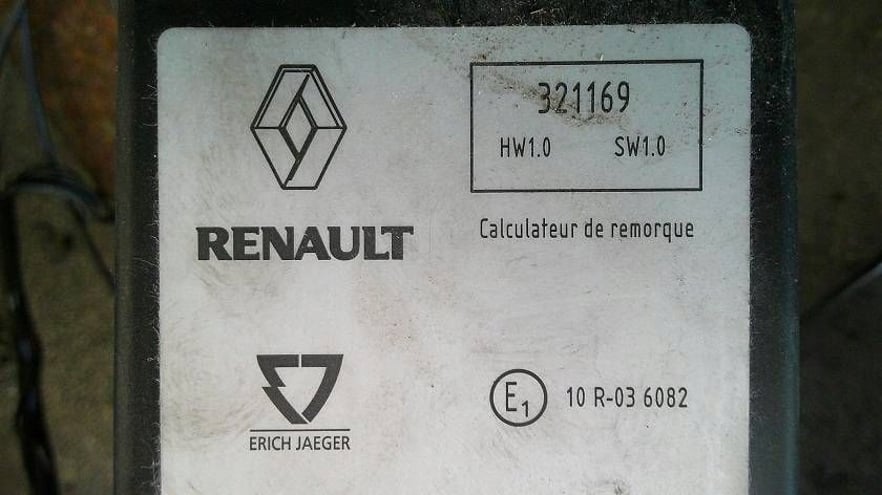 321169
HW1.0 SW1.0
RENAULT
Calculateur de remorque
ERICH JAEGER
E1 10 R-03 6082